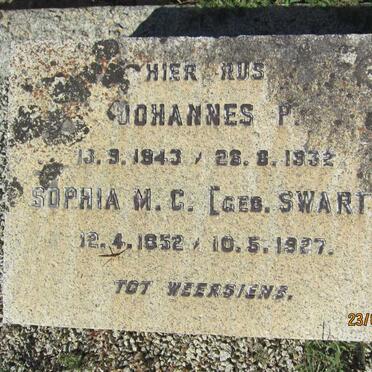 HIER RUS
JOHANNES P.
13.9.1843 / 28.8.1932
SOPHIA M.C. [GEB. SWART
12.4.1852 / 10.5.1927.
TOT WEERSIENS.
23/